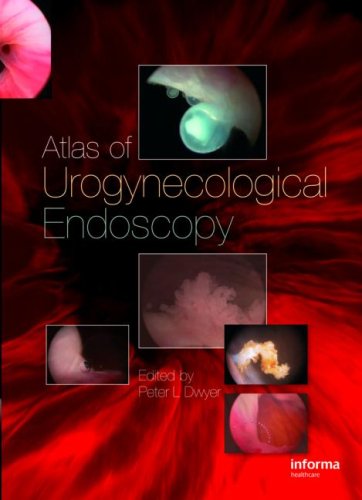 Atlas of
Urogynecological
Endoscopy
Edited by
Peter L Dwyer
informa
healthcare